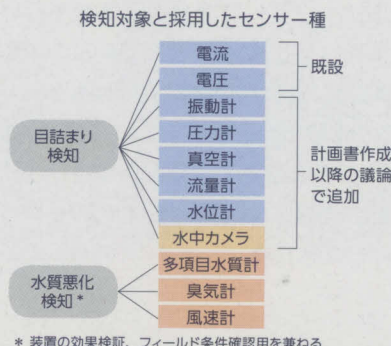 検知対象と採用したセンサー種
目詰まり
検知
電流
電圧
振動計
圧力計
真空計
流量計
水位計
水中カメラ
既設
計画書作成
以降の議論
で追加
水質悪化
検知*
多項目水質計
臭気計
風速計
* 装置の効果検証、フィールド条件確認用を兼ねる